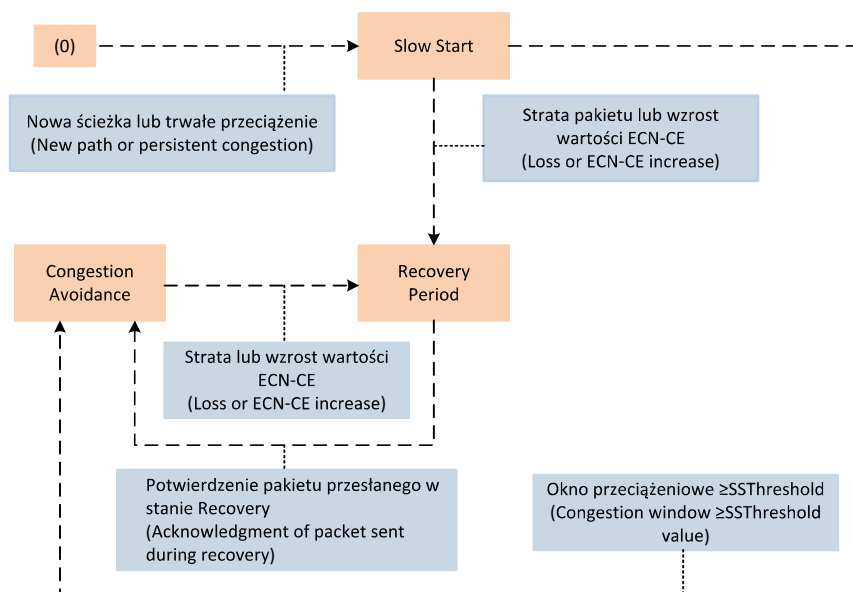 (0)
Slow Start
Nowa ścieżka lub trwałe przeciążenie
(New path or persistent congestion)
Strata pakietu lub wzrost
wartości ECN-CE
(Loss or ECN-CE increase)
Congestion
Avoidance
Recovery
Period
Strata lub wzrost wartości
ECN-CE
(Loss or ECN-CE increase)
Potwierdzenie pakietu przesłanego w
stanie Recovery
(Acknowledgment of packet sent
during recovery)
Okno przeciążeniowe ≥SSThreshold
(Congestion window ≥SSThreshold
value)